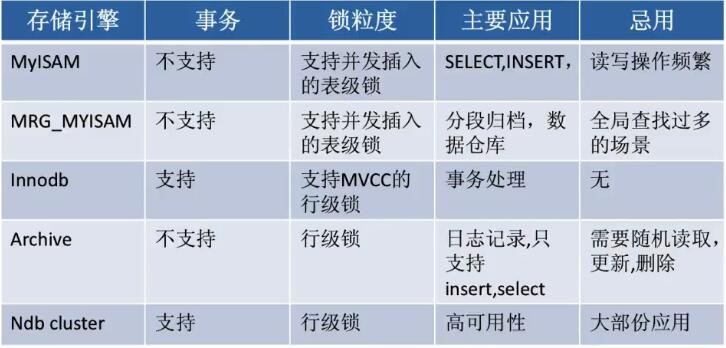 存储引擎 事务 锁粒度 主要应用 忌用
MyISAM 不支持 支持并发插入的表级锁 SELECT,INSERT， 读写操作频繁
MRG_MYISAM 不支持 支持并发插入的表级锁 分段归档，数据仓库 全局查找过多的场景
Innodb 支持 支持MVCC的行级锁 事务处理 无
Archive 不支持 行级锁 日志记录,只支持insert,select 需要随机读取，更新,删除
Ndb cluster 支持 行级锁 高可用性 大部份应用